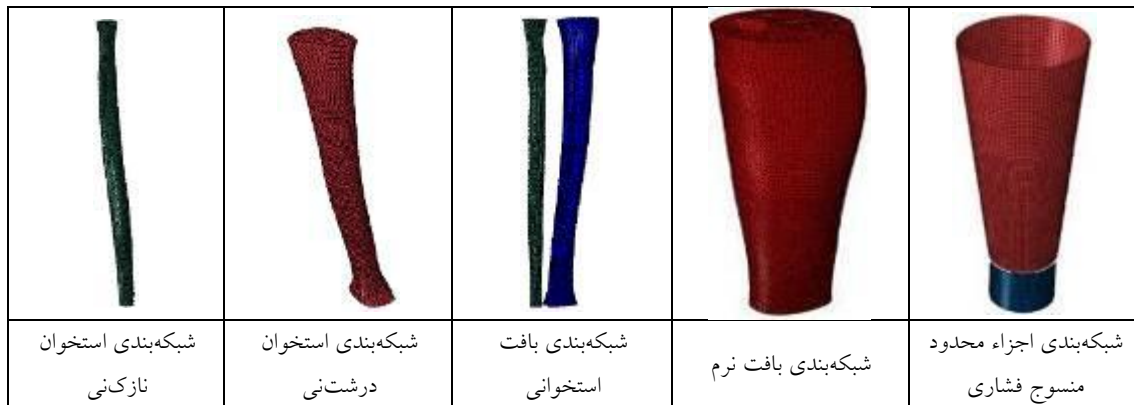 شبکه‌بندی اجزاء محدود
منسوج فشاری
شبکه‌بندی بافت نرم
شبکه‌بندی بافت
استخوانی
شبکه‌بندی استخوان
درشت‌نی
شبکه‌بندی استخوان
نازک‌نی